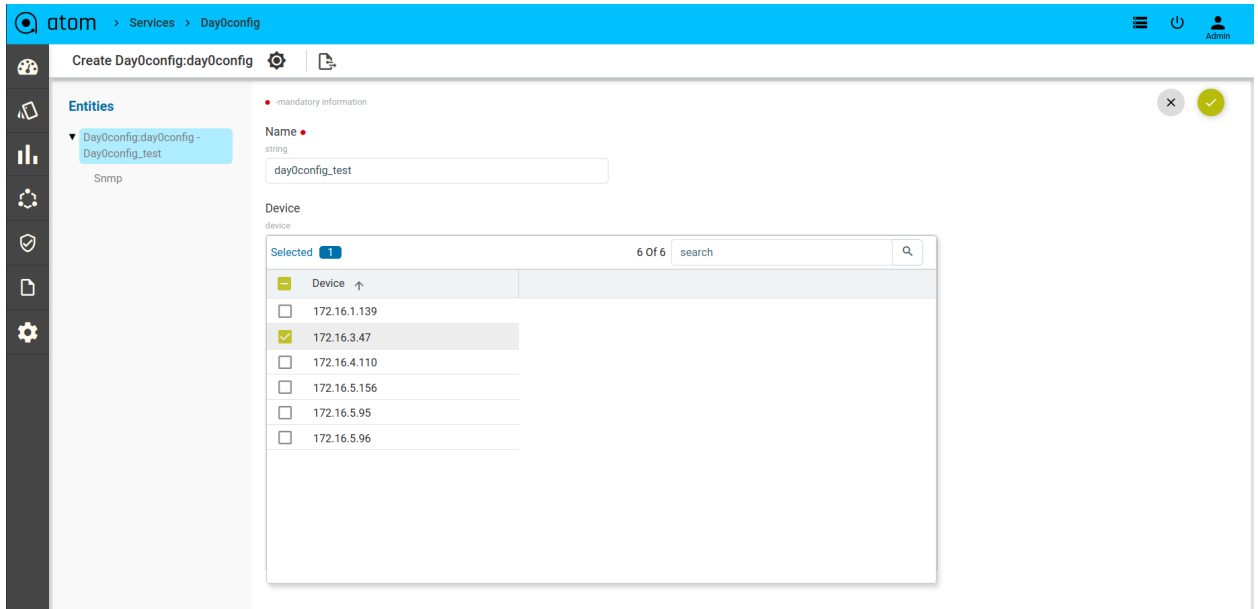 atom > Services > Day0config
Admin
Create Day0config:day0config
Entities
Day0config:day0config -
Day0config_test
Snmp
-mandatory information
Name
string
day0config_test
Device
device
Selected 1
6 Of 6 search
Device
172.16.1.139
172.16.3.47
172.16.4.110
172.16.5.156
172.16.5.95
172.16.5.96